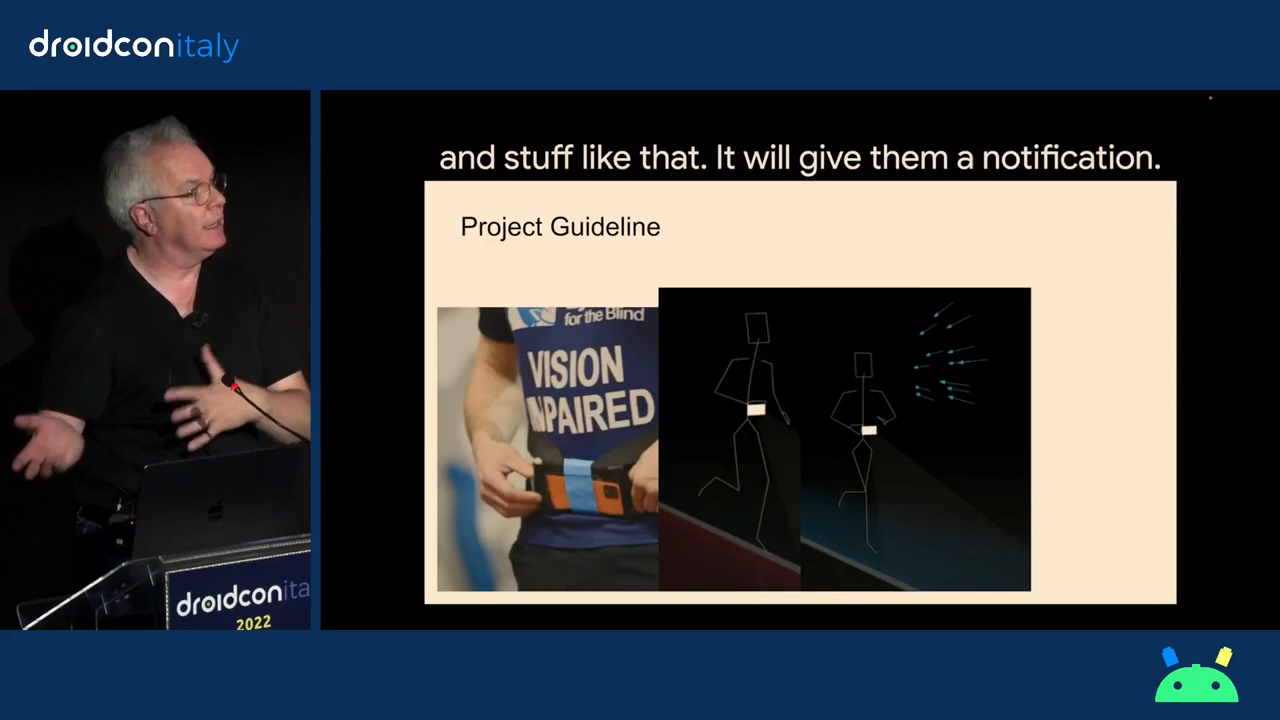 droidconitaly
and stuff like that. It will give them a notification.
Project Guideline
for the Blind
VISION
IMPAIRED
droidconita
2022